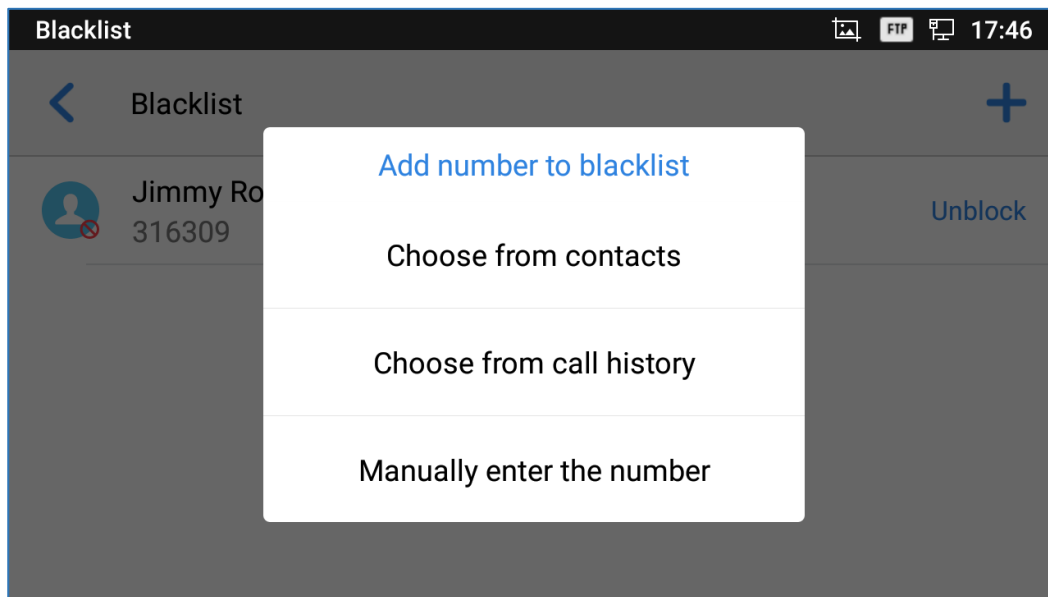 Blacklist
FTP 17:46
Blacklist
Add number to blacklist
Jimmy Ro
316309
Unblock
Choose from contacts
Choose from call history
Manually enter the number